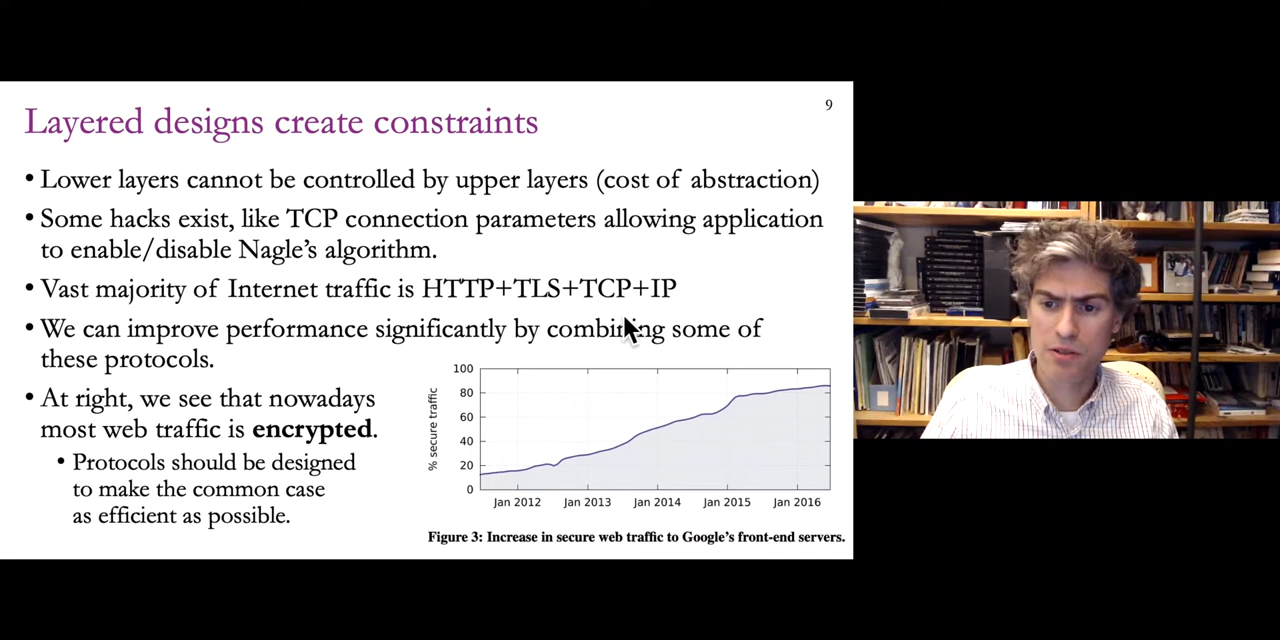 9
Layered designs create constraints
• Lower layers cannot be controlled by upper layers (cost of abstraction)
• Some hacks exist, like TCP connection parameters allowing application
to enable/disable Nagle's algorithm.
• Vast majority of Internet traffic is HTTP+TLS+TCP+IP
• We can improve performance significantly by combining some of
these protocols.
• At right, we see that nowadays
most web traffic is encrypted.
• Protocols should be designed
to make the common case
as efficient as possible.
% secure traffic
100
80
60
40
20
0
Jan 2012 Jan 2013 Jan 2014 Jan 2015 Jan 2016
Figure 3: Increase in secure web traffic to Google's front-end servers.